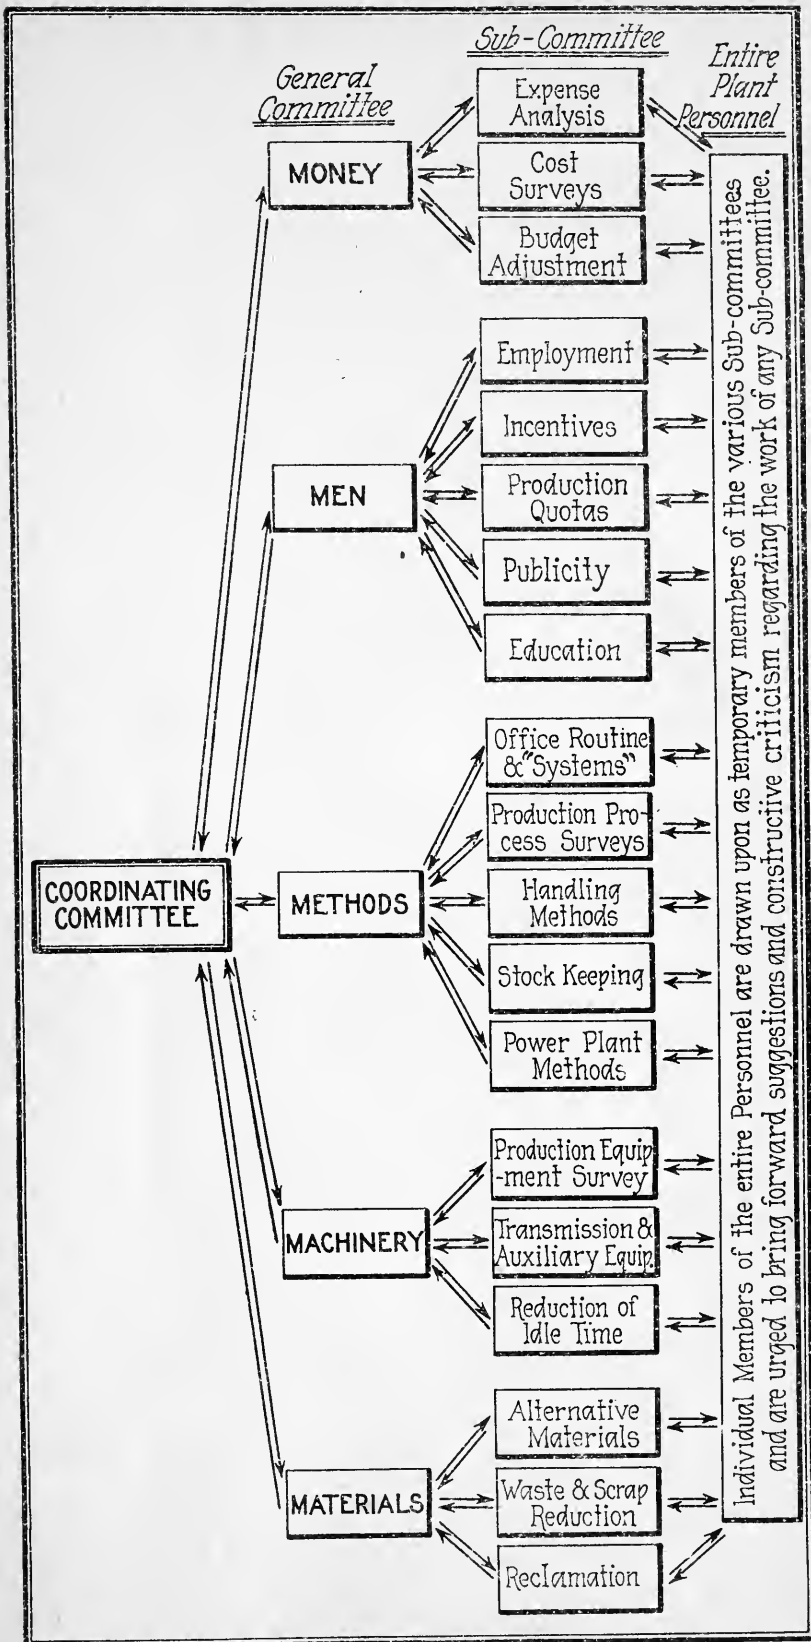 General
Committee
Sub-Committee
Entire
Plant
Personnel
COORDINATING
COMMITTEE
MONEY
Expense
Analysis
Cost
Surveys
Budget
Adjustment
MEN
Employment
Incentives
Production
Quotas
Publicity
Education
METHODS
Office Routine
& "Systems"
Production Pro-
cess Surveys
Handling
Methods
Stock Keeping
Power Plant
Methods
MACHINERY
Production Equip
-ment Survey
Transmission &
Auxiliary Equip.
Reduction of
Idle Time
MATERIALS
Alternative
Materials
Waste & Scrap
Reduction
Reclamation
Individual Members of the entire Personnel are drawn upon as temporary members of the various Sub-committees
and are urged to bring forward suggestions and constructive criticism regarding the work of any Sub-committee.